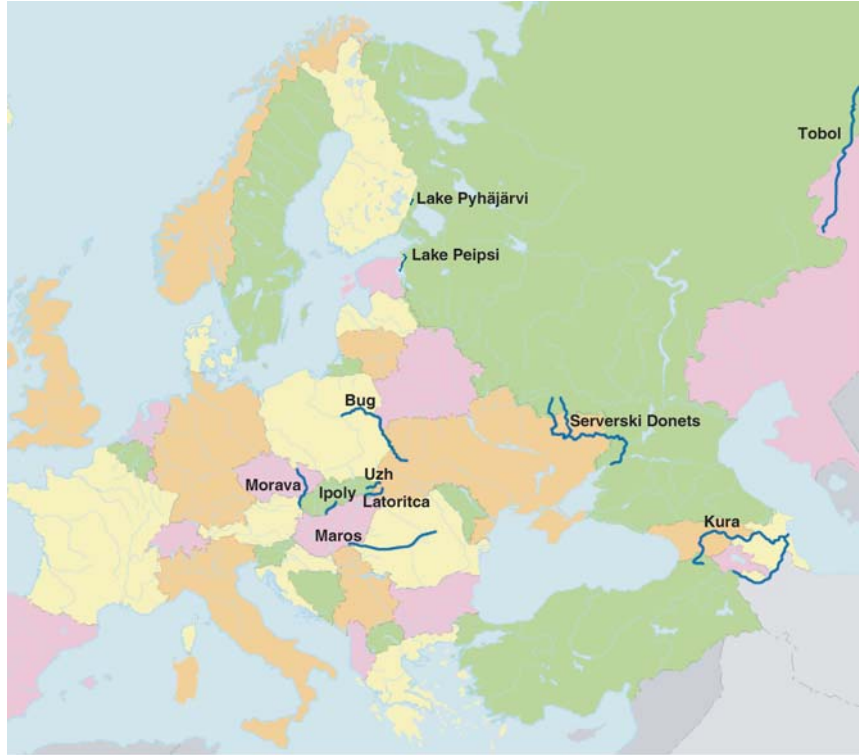 Tobol
Lake Pyhäjärvi
Lake Peipsi
Bug
Serverski Donets
Uzh
Morava
Ipoly
Latoritca
Kura
Maros